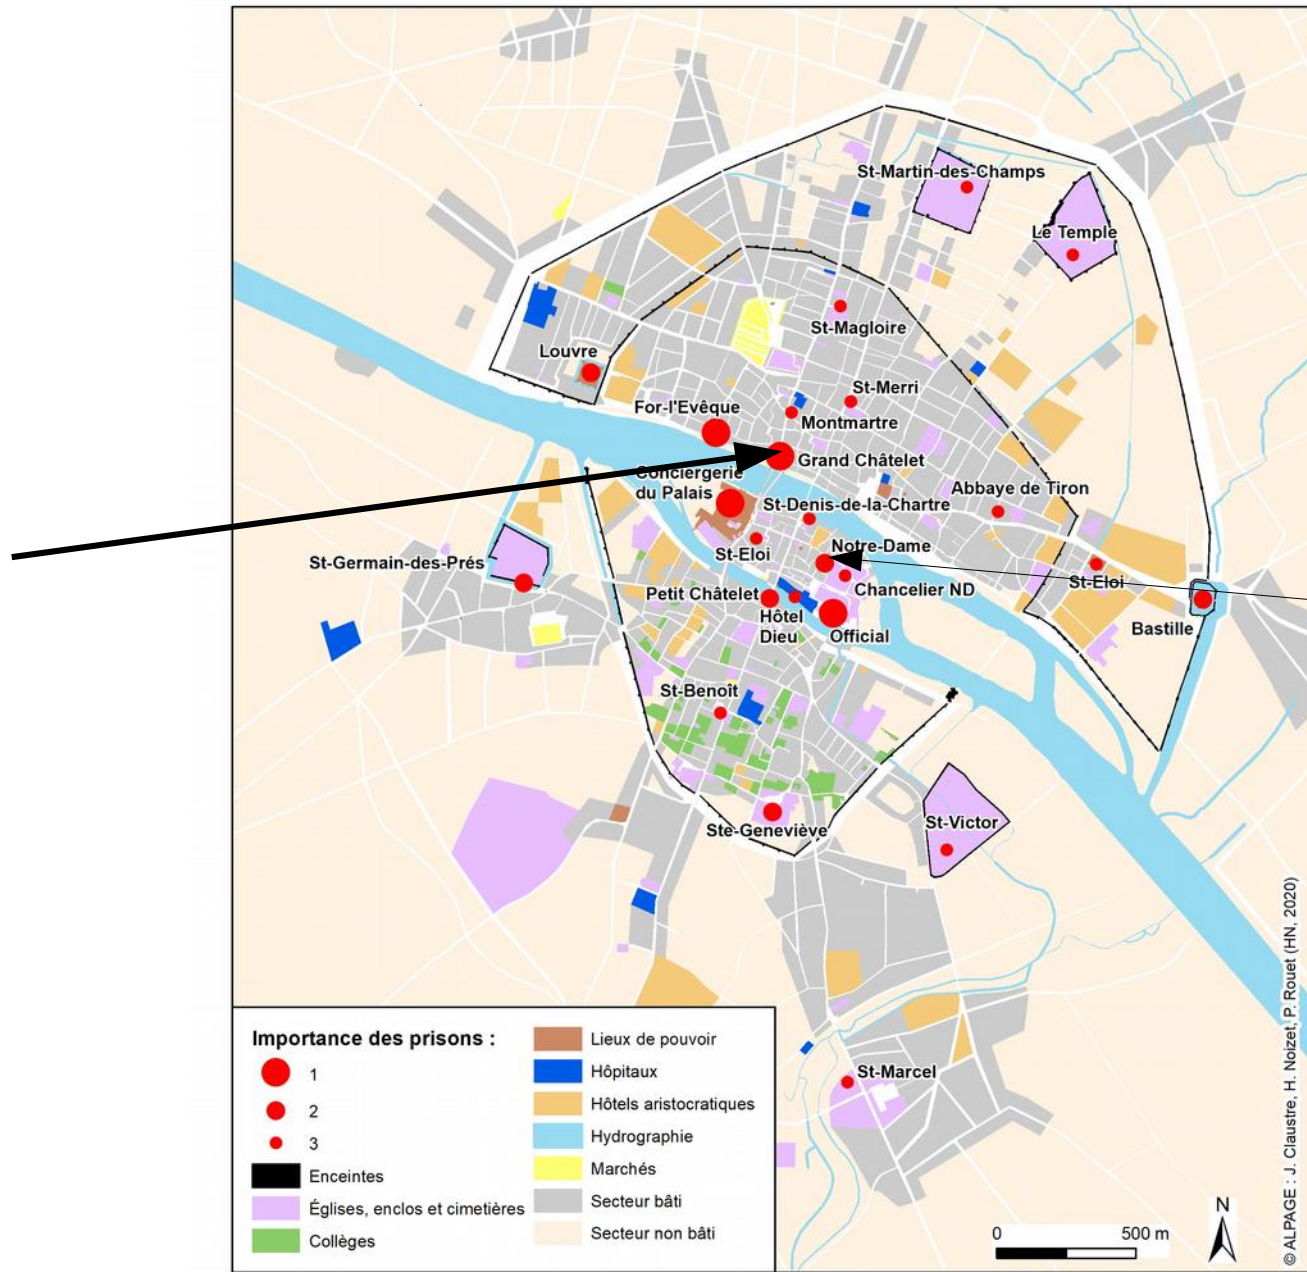 St-Martin-des-Champs
Le Temple
St-Magloire
Louvre
St-Merri
For-l'Evêque
Montmartre
Grand Châtelet
Conciergerie
du Palais
Abbaye de Tiron
St-Denis-de-la-Chartre
Notre-Dame
St-Eloi
St-Germain-des-Prés
St-Eloi
Chancelier ND
Petit Châtelet
Hôtel
Dieu
Official
Bastille
St-Benoît
Ste-Geneviève
St-Victor
St-Marcel
Importance des prisons :
1
2
3
Enceintes
Églises, enclos et cimetières
Collèges
Lieux de pouvoir
Hôpitaux
Hôtels aristocratiques
Hydrographie
Marchés
Secteur bâti
Secteur non bâti
N
0 500 m
© ALPAGE : J. Claustre, H. Noizet, P. Rouet (HN, 2020)